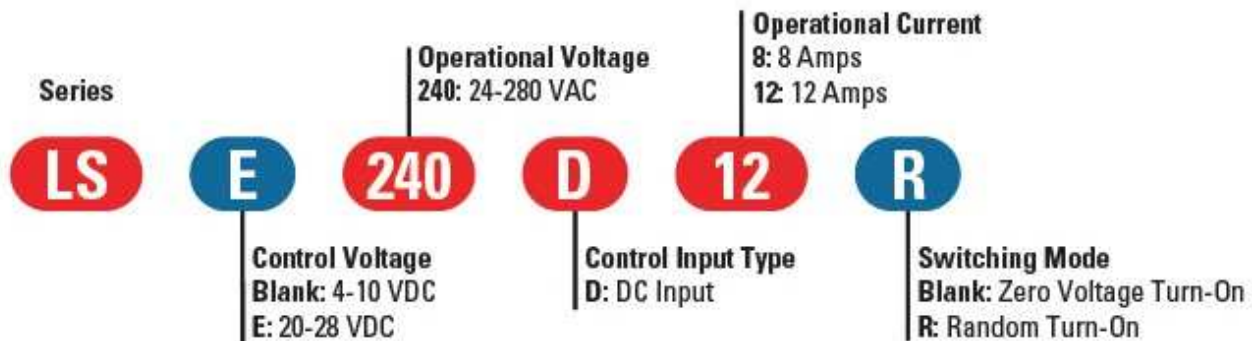 Operational Current
8: 8 Amps
12: 12 Amps
Operational Voltage
240: 24-280 VAC
Series
LS E 240 D 12 R
Control Voltage
Blank: 4-10 VDC
E: 20-28 VDC
Control Input Type
D: DC Input
Switching Mode
Blank: Zero Voltage Turn-On
R: Random Turn-On